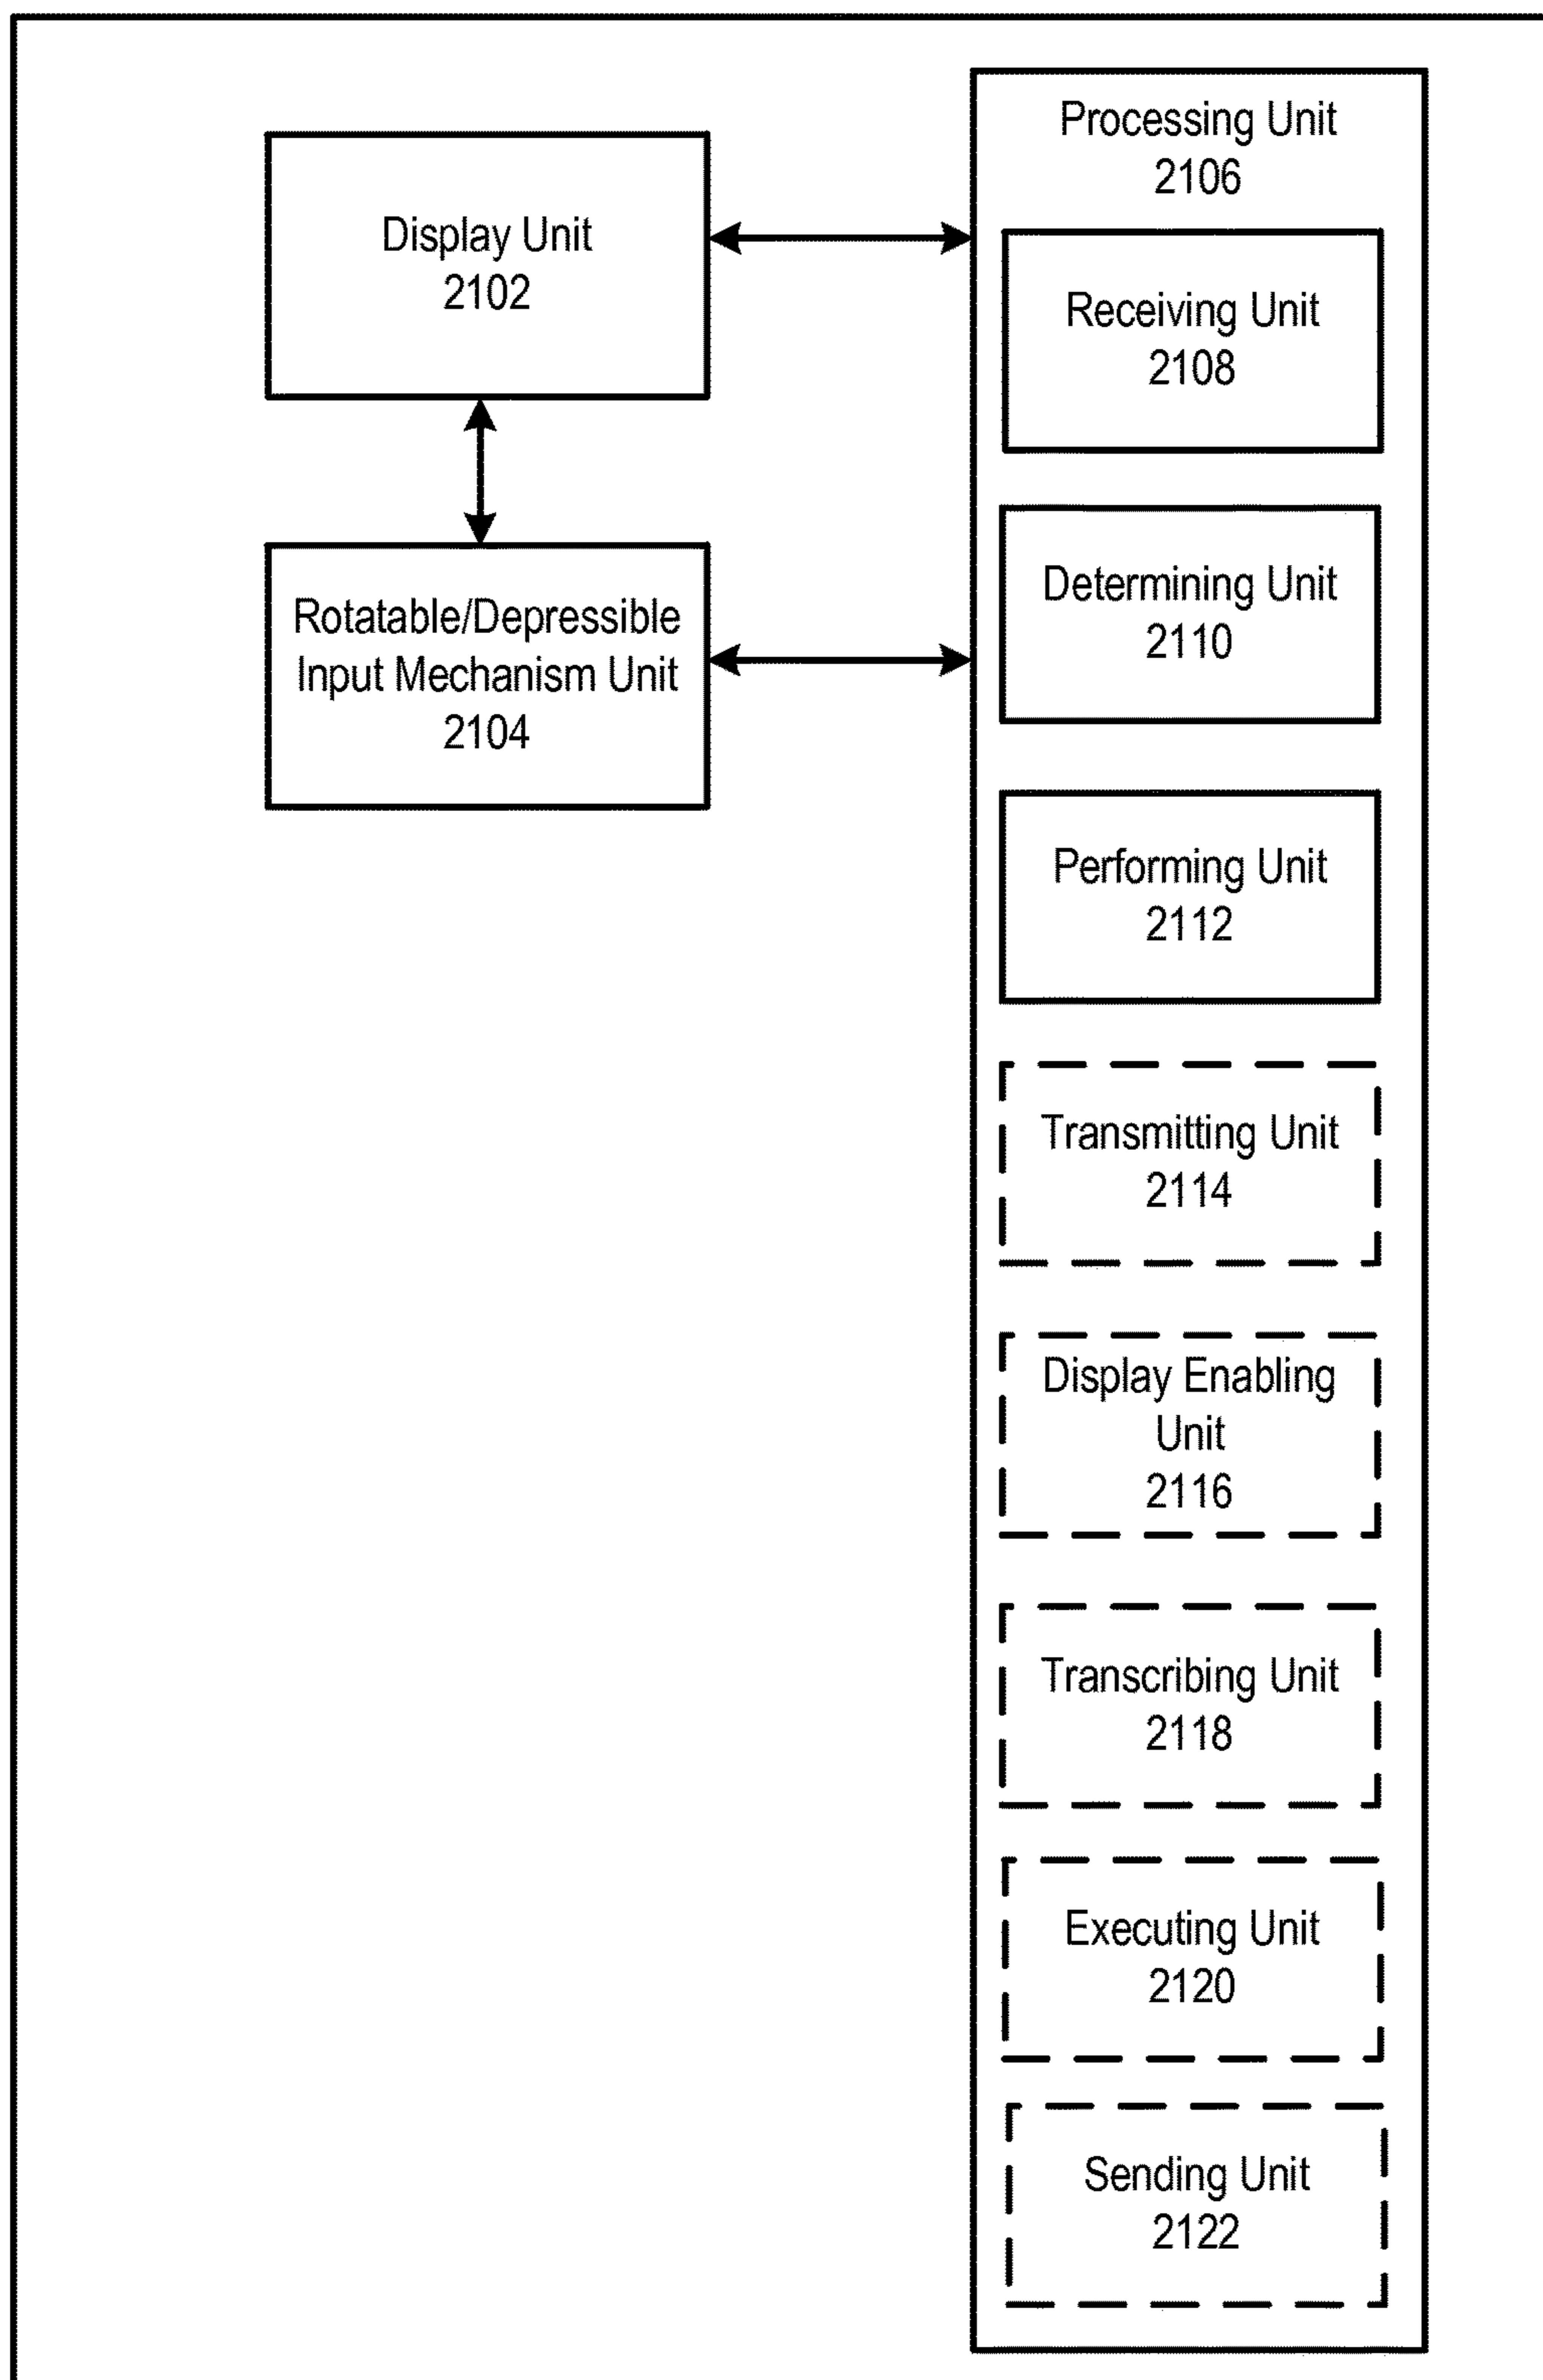 Display Unit
2102
Rotatable/Depressible
Input Mechanism Unit
2104
Processing Unit
2106
Receiving Unit
2108
Determining Unit
2110
Performing Unit
2112
Transmitting Unit
2114
Display Enabling
Unit
2116
Transcribing Unit
2118
Executing Unit
2120
Sending Unit
2122